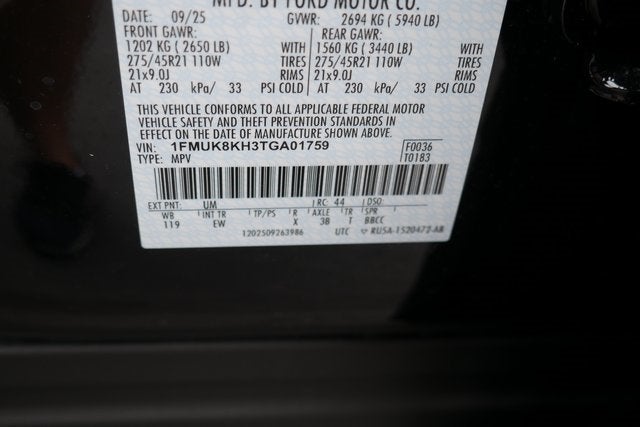 MFD. BY FORD MOTOR CO.
DATE: 09/25 GVWR: 2694 KG ( 5940 LB)
FRONT GAWR: REAR GAWR:
1202 KG ( 2650 LB) WITH 1560 KG ( 3440 LB) WITH
275/45R21 110W TIRES 275/45R21 110W TIRES
21x9.0J RIMS 21x9.0J RIMS
AT 230 kPa/ 33 PSI COLD AT 230 kPa/ 33 PSI COLD
THIS VEHICLE CONFORMS TO ALL APPLICABLE FEDERAL MOTOR
VEHICLE SAFETY AND THEFT PREVENTION STANDARDS IN
EFFECT ON THE DATE OF MANUFACTURE SHOWN ABOVE.
VIN: 1FMUK8KH3TGA01759 F0036
TYPE: MPV T0183
EXT PNT: UM RC: 44 DSO:
WB INT TR TP/PS R AXLE TR SPR
119 EW X 3B T BBCC
1202509263986 UTC RU5A-1520472-AB